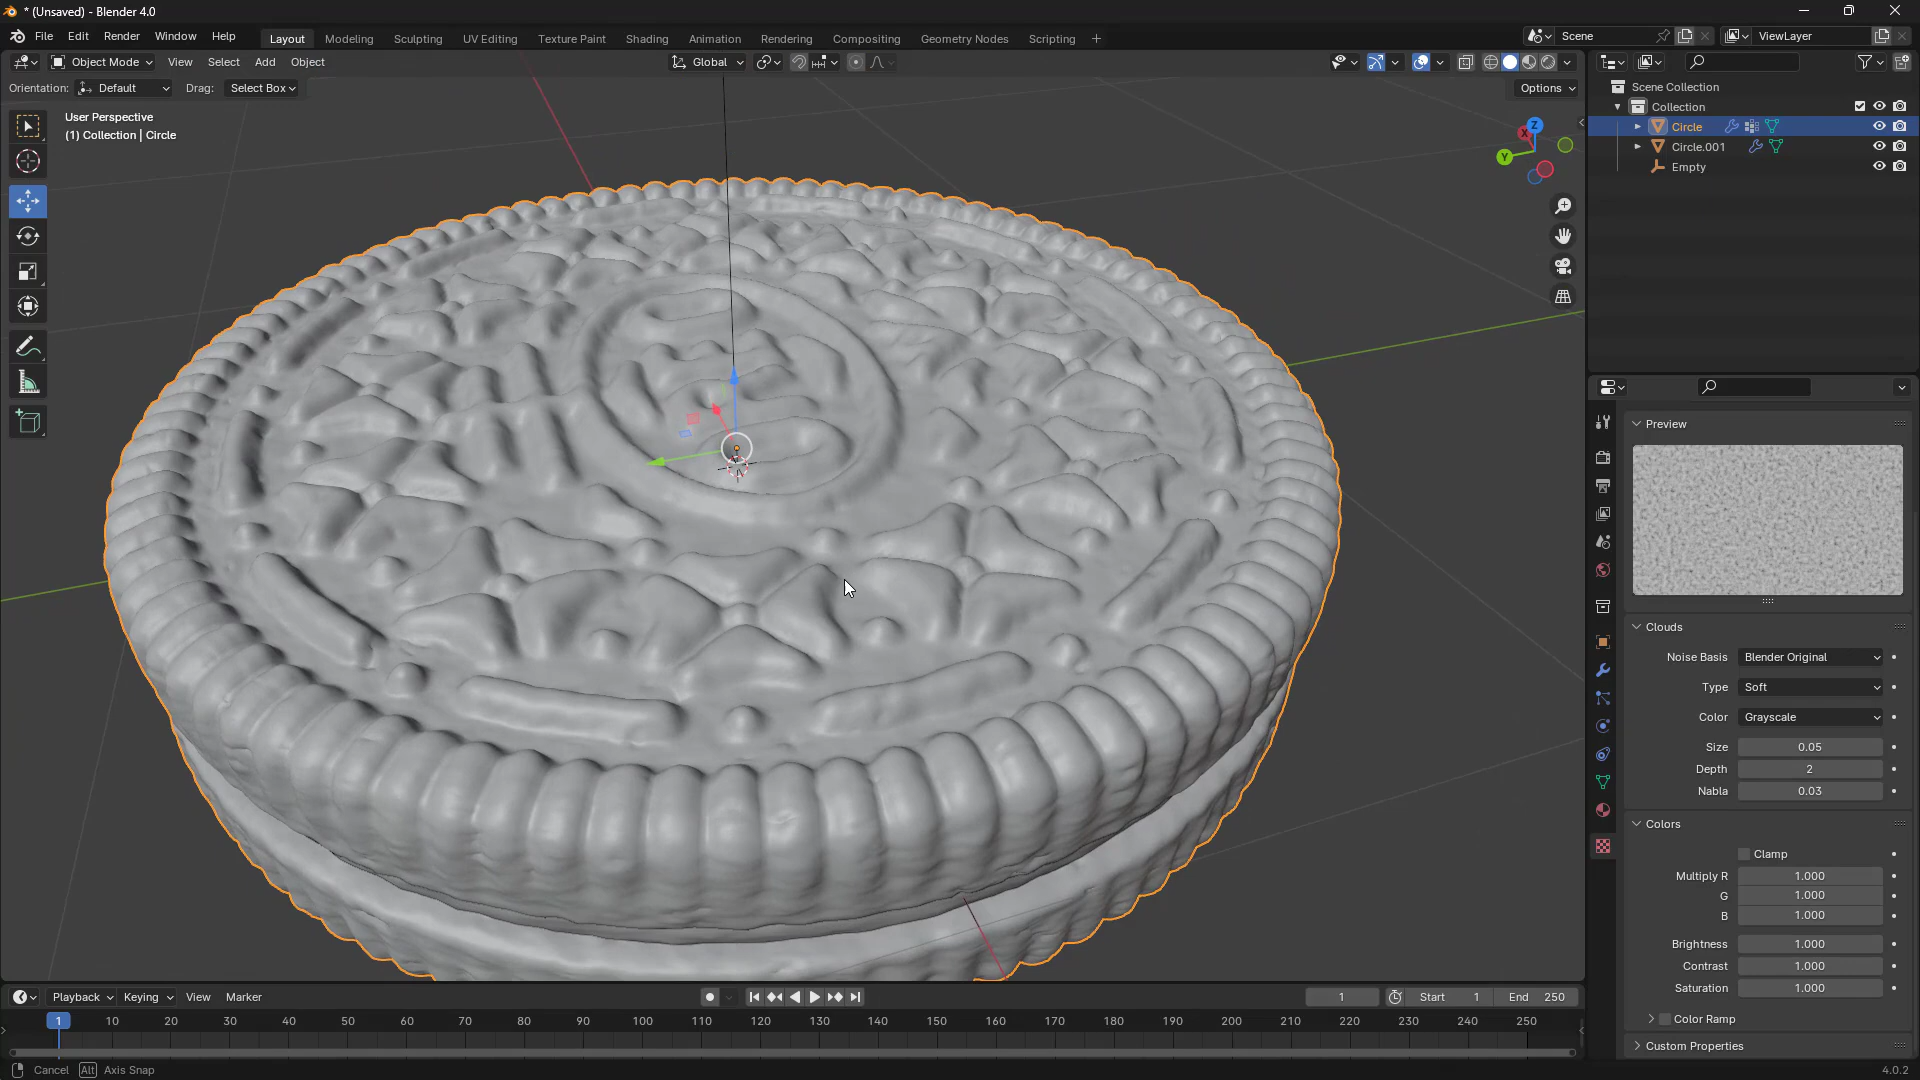 * (Unsaved) - Blender 4.0
File Edit Render Window Help
Layout Modeling Sculpting UV Editing Texture Paint Shading Animation Rendering Compositing Geometry Nodes Scripting +
Scene
ViewLayer
Object Mode View Select Add Object
Global
Orientation: Default Drag: Select Box
Options
User Perspective
(1) Collection | Circle
X
Y
Z
Scene Collection
Collection
Circle
Circle.001
Empty
Preview
Clouds
Noise Basis Blender Original
Type Soft
Color Grayscale
Size 0.05
Depth 2
Nabla 0.03
Colors
Clamp
Multiply R 1.000
G 1.000
B 1.000
Brightness 1.000
Contrast 1.000
Saturation 1.000
Color Ramp
Custom Properties
Playback Keying View Marker
1
Start 1 End 250
1 10 20 30 40 50 60 70 80 90 100 110 120 130 140 150 160 170 180 190 200 210 220 230 240 250
Cancel Alt Axis Snap
4.0.2